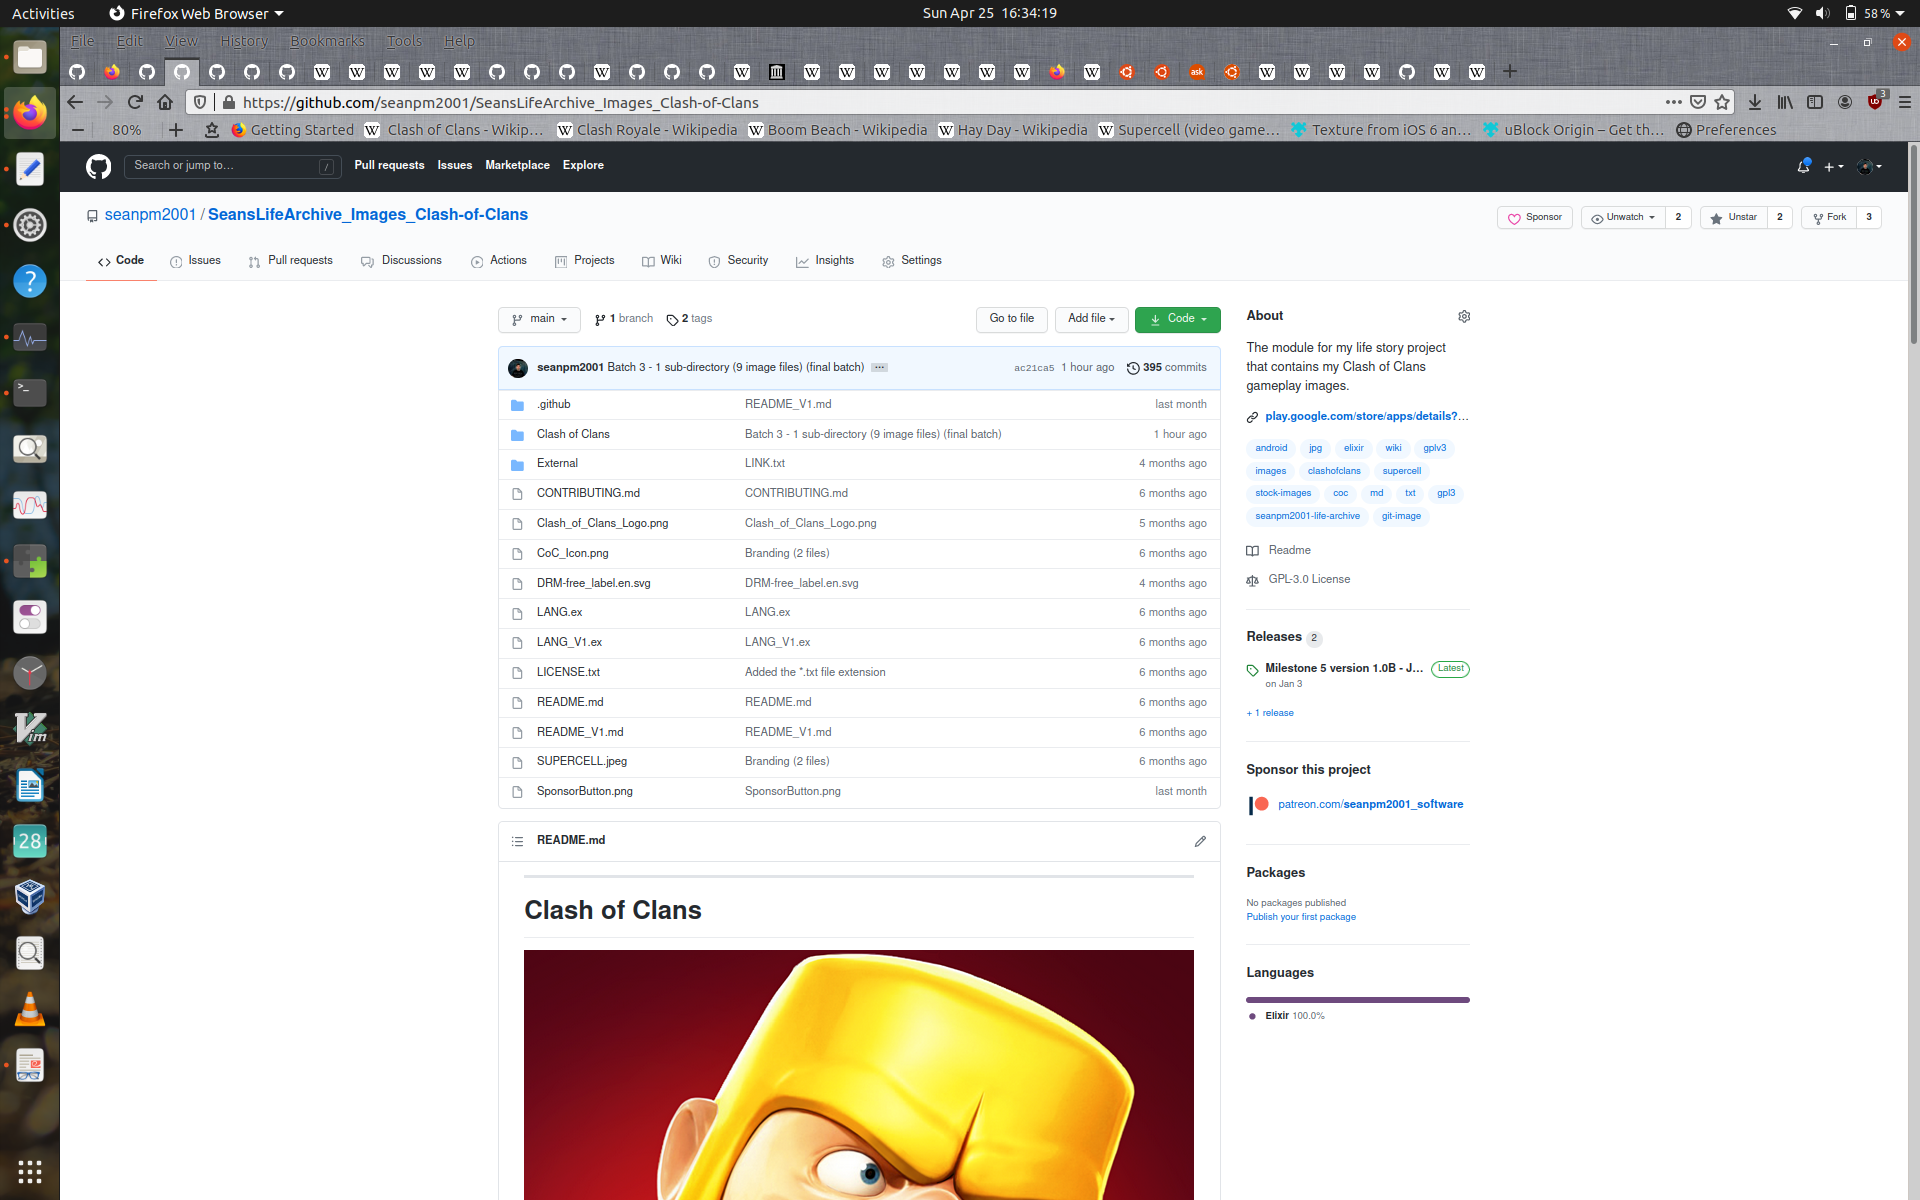 Activities
Firefox Web Browser
Sun Apr 25 16:34:19
58 %
File Edit View History Bookmarks Tools Help
https://github.com/seanpm2001/SeansLifeArchive_Images_Clash-of-Clans
3
80%
Getting Started
Clash of Clans - Wikip…
Clash Royale - Wikipedia
Boom Beach - Wikipedia
Hay Day - Wikipedia
Supercell (video game…
Texture from iOS 6 an…
uBlock Origin – Get th…
Preferences
Search or jump to…
/
Pull requests Issues Marketplace Explore
seanpm2001 / SeansLifeArchive_Images_Clash-of-Clans
Sponsor
Unwatch 2
Unstar 2
Fork 3
Code
Issues
Pull requests
Discussions
Actions
Projects
Wiki
Security
Insights
Settings
main
1 branch
2 tags
Go to file
Add file
Code
seanpm2001 Batch 3 - 1 sub-directory (9 image files) (final batch) ac21ca5 1 hour ago 395 commits
.github README_V1.md last month
Clash of Clans Batch 3 - 1 sub-directory (9 image files) (final batch) 1 hour ago
External LINK.txt 4 months ago
CONTRIBUTING.md CONTRIBUTING.md 6 months ago
Clash_of_Clans_Logo.png Clash_of_Clans_Logo.png 5 months ago
CoC_Icon.png Branding (2 files) 6 months ago
DRM-free_label.en.svg DRM-free_label.en.svg 4 months ago
LANG.ex LANG.ex 6 months ago
LANG_V1.ex LANG_V1.ex 6 months ago
LICENSE.txt Added the *.txt file extension 6 months ago
README.md README.md 6 months ago
README_V1.md README_V1.md 6 months ago
SUPERCELL.jpeg Branding (2 files) 6 months ago
SponsorButton.png SponsorButton.png last month
README.md
Clash of Clans
About
The module for my life story project
that contains my Clash of Clans
gameplay images.
play.google.com/store/apps/details?…
android jpg elixir wiki gplv3
images clashofclans supercell
stock-images coc md txt gpl3
seanpm2001-life-archive git-image
Readme
GPL-3.0 License
Releases 2
Milestone 5 version 1.0B - J… Latest
on Jan 3
+ 1 release
Sponsor this project
patreon.com/seanpm2001_software
Packages
No packages published
Publish your first package
Languages
Elixir 100.0%
28